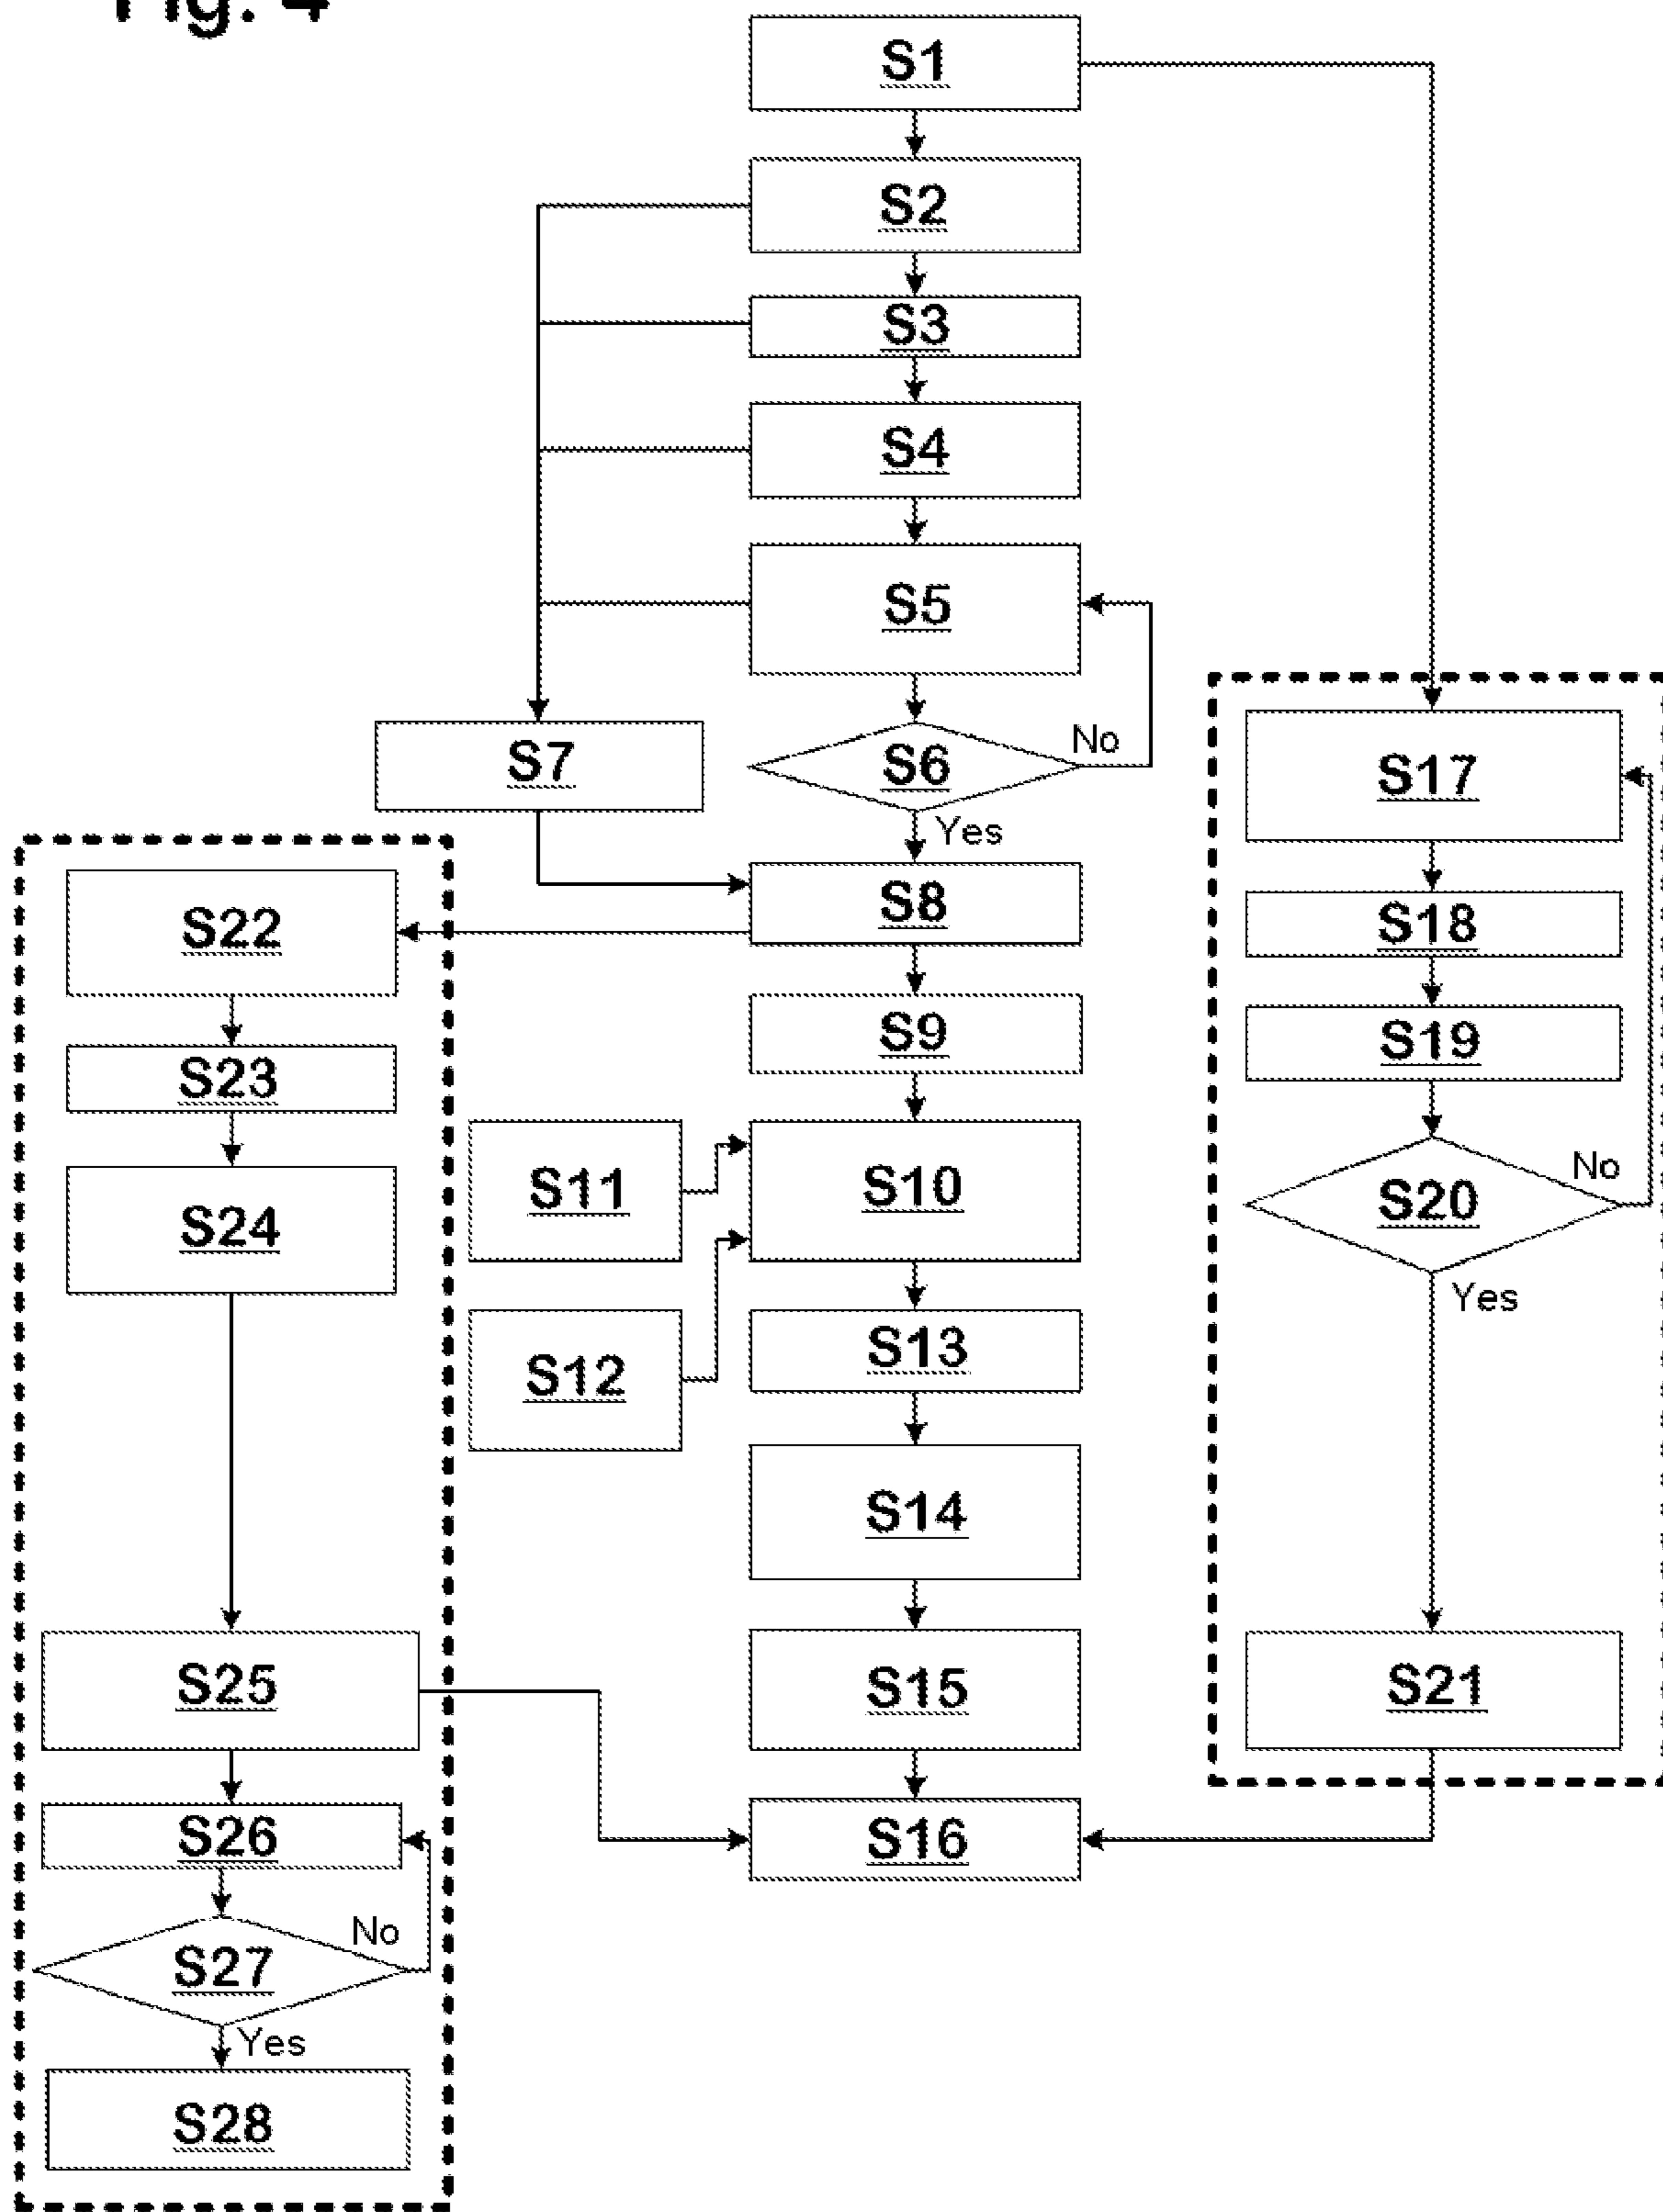 Fig. 4
S1
S2
S3
S4
S5
S7
S6
No
Yes
S17
S8
S22
S18
S9
S19
S23
S11
S10
S24
No
S20
Yes
S12
S13
S14
S25
S15
S21
S26
S16
No
S27
Yes
S28